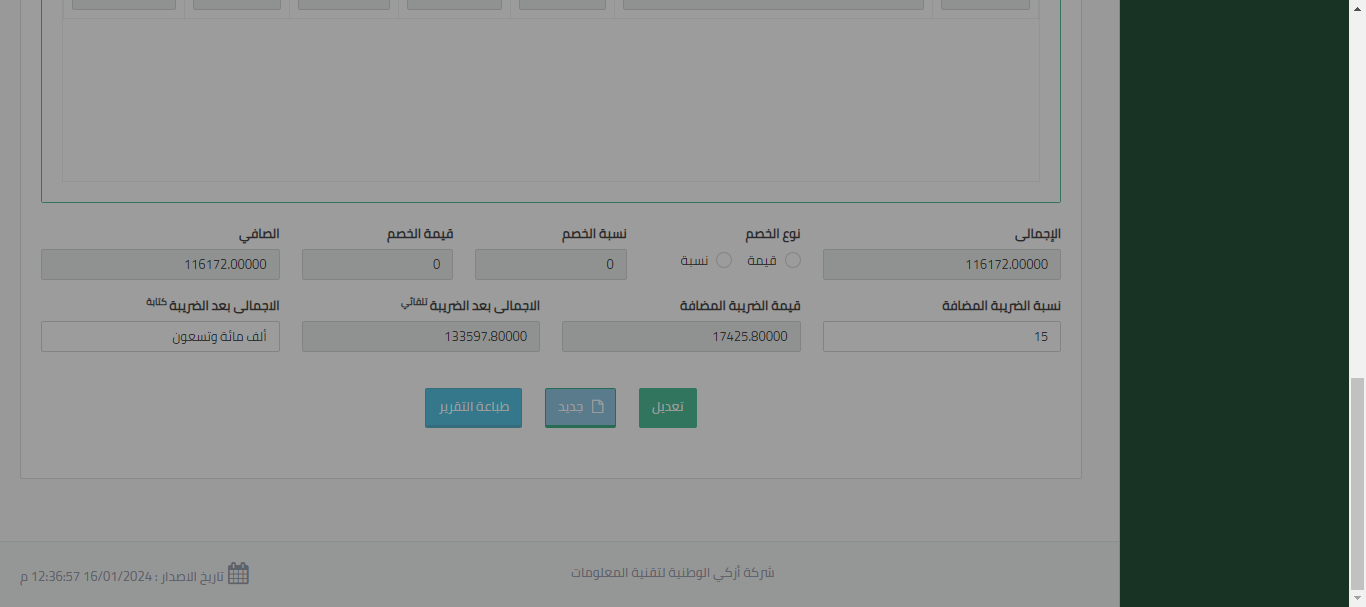 الإجمالى
نوع الخصم
نسبة الخصم
قيمة الخصم
الصافي
116172.00000
قيمة
نسبة
0
0
116172.00000
نسبة الضريبة المضافة
قيمة الضريبة المضافة
الاجمالى بعد الضريبة تلقائي
الاجمالى بعد الضريبة كتابة
15
17425.80000
133597.80000
ألف مائة وتسعون
تعديل
جديد
طباعة التقرير
شركة أزكي الوطنية لتقنية المعلومات
تاريخ الاصدار : 16/01/2024 12:36:57 م